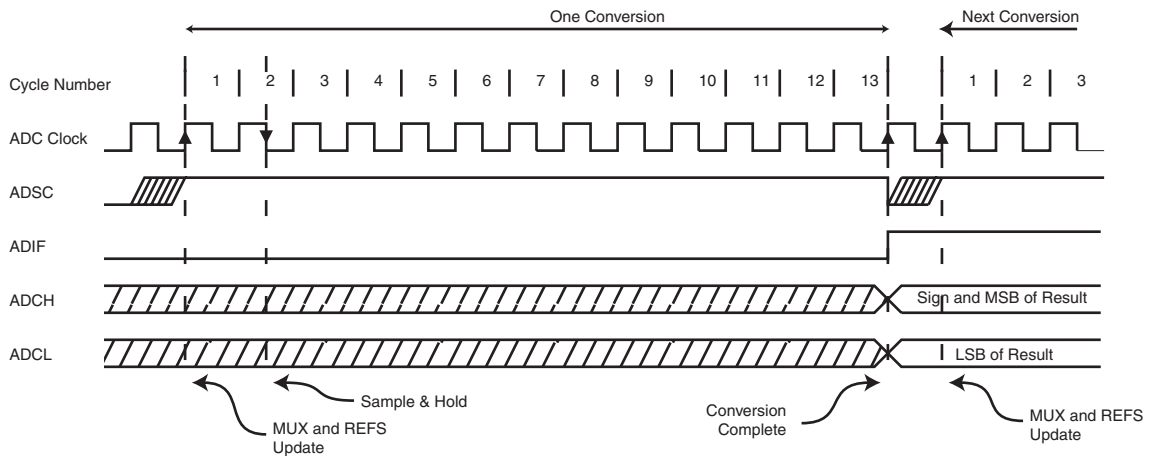 One Conversion
Next Conversion
Cycle Number 1 2 3 4 5 6 7 8 9 10 11 12 13 1 2 3
ADC Clock
ADSC
ADIF
ADCH
Sign and MSB of Result
ADCL
LSB of Result
Sample & Hold
MUX and REFS
Update
Conversion
Complete
MUX and REFS
Update